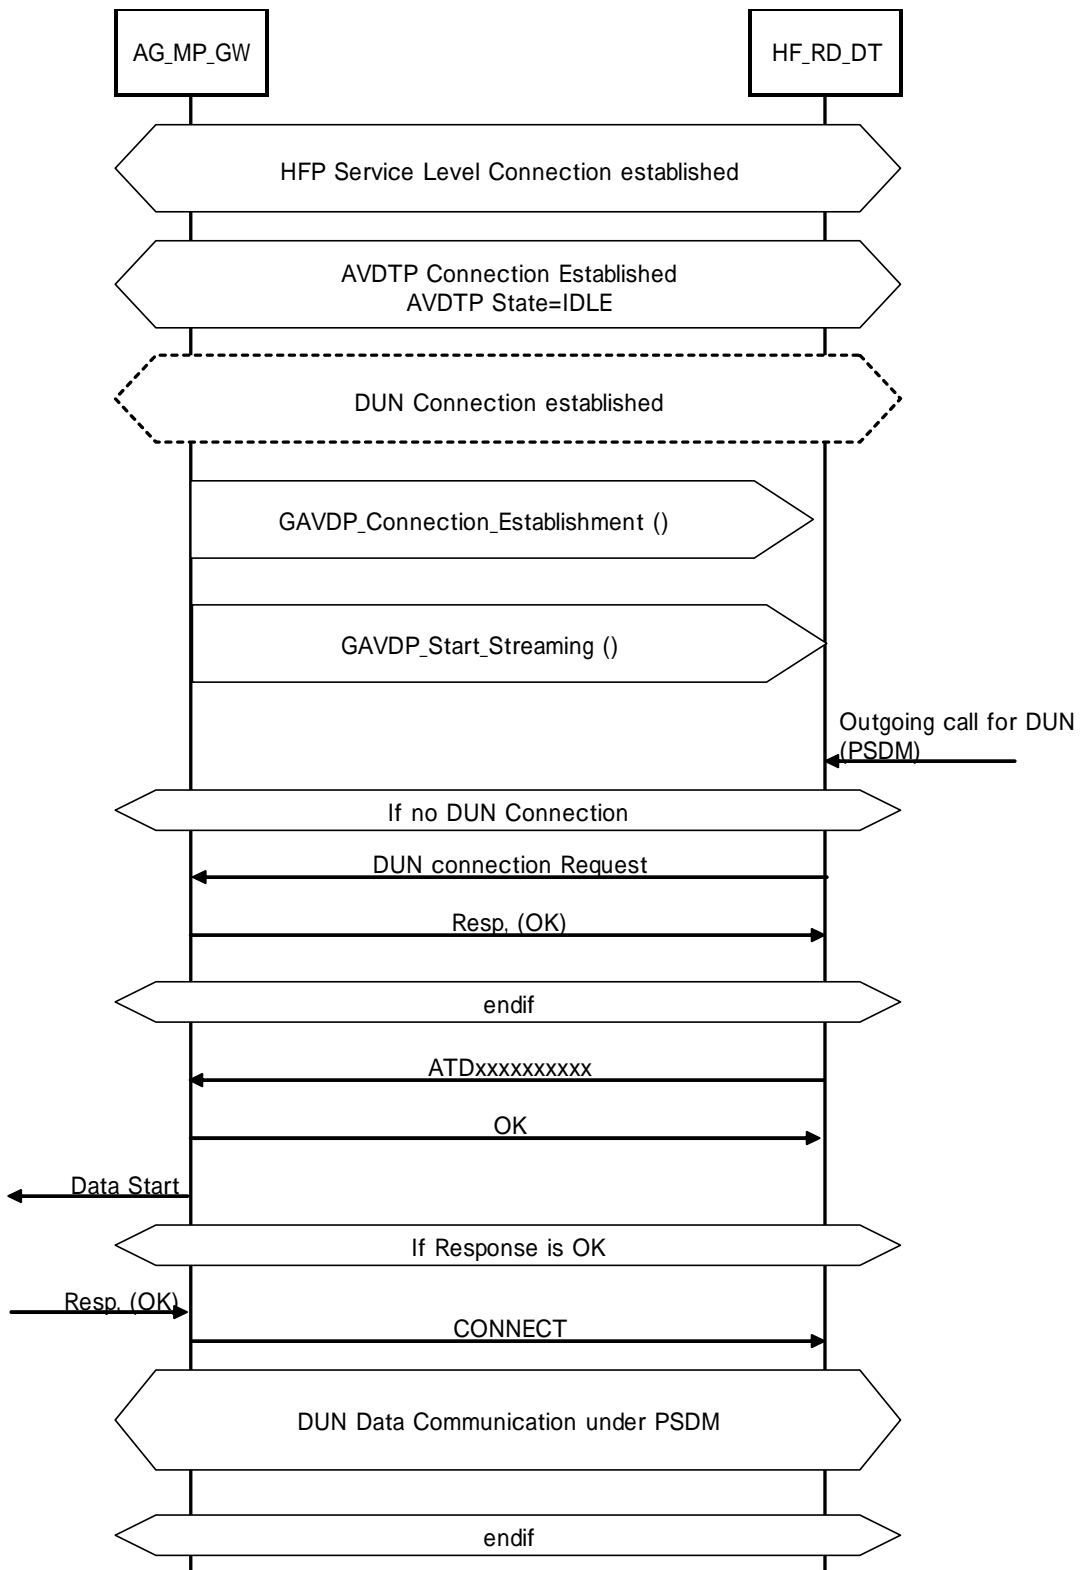 AG_MP_GW
HF_RD_DT
HFP Service Level Connection established
AVDTP Connection Established
AVDTP State=IDLE
DUN Connection established
GAVDP_Connection_Establishment ()
GAVDP_Start_Streaming ()
Outgoing call for DUN
(PSDM)
If no DUN Connection
DUN connection Request
Resp, (OK)
endif
ATDxxxxxxxxxx
OK
Data Start
If Response is OK
Resp, (OK)
CONNECT
DUN Data Communication under PSDM
endif